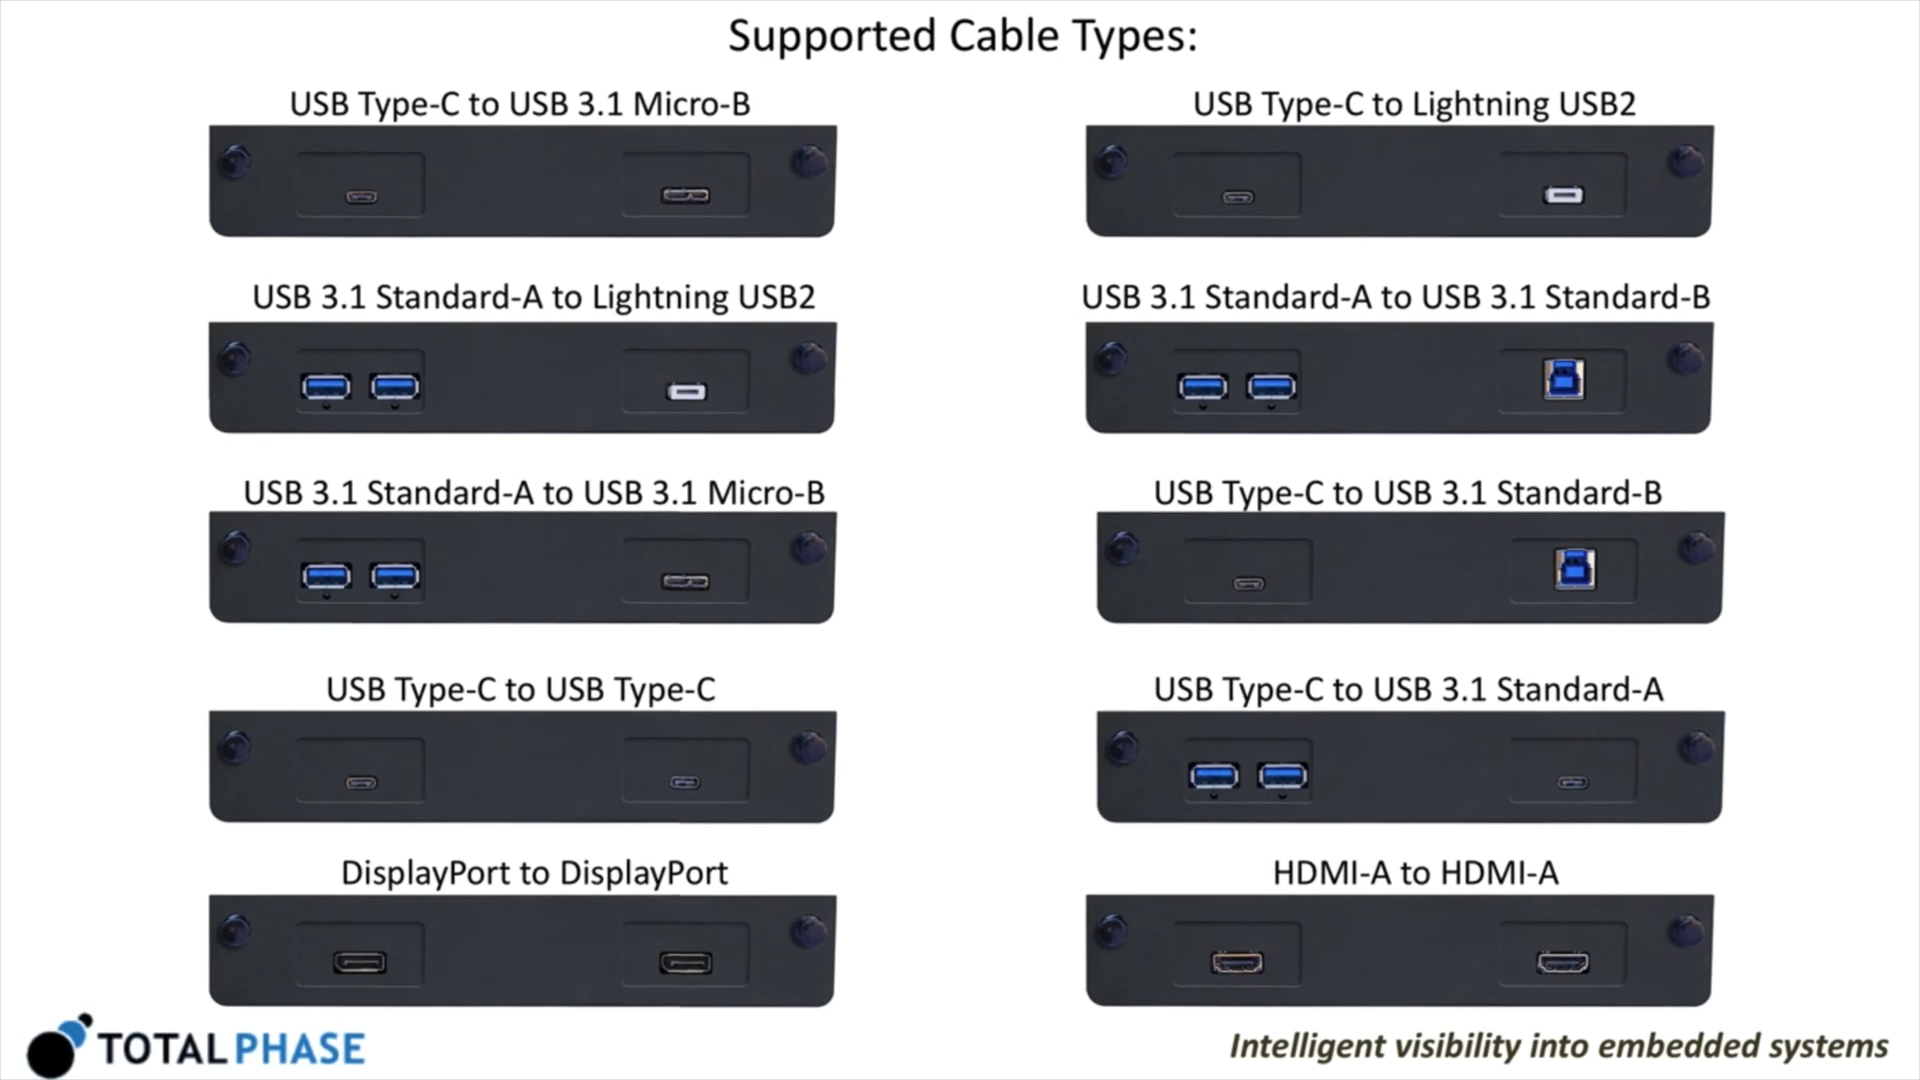 Supported Cable Types:
USB Type-C to USB 3.1 Micro-B
USB Type-C to Lightning USB2
USB 3.1 Standard-A to Lightning USB2
USB 3.1 Standard-A to USB 3.1 Standard-B
USB 3.1 Standard-A to USB 3.1 Micro-B
USB Type-C to USB 3.1 Standard-B
USB Type-C to USB Type-C
USB Type-C to USB 3.1 Standard-A
DisplayPort to DisplayPort
HDMI-A to HDMI-A
TOTAL PHASE
Intelligent visibility into embedded systems